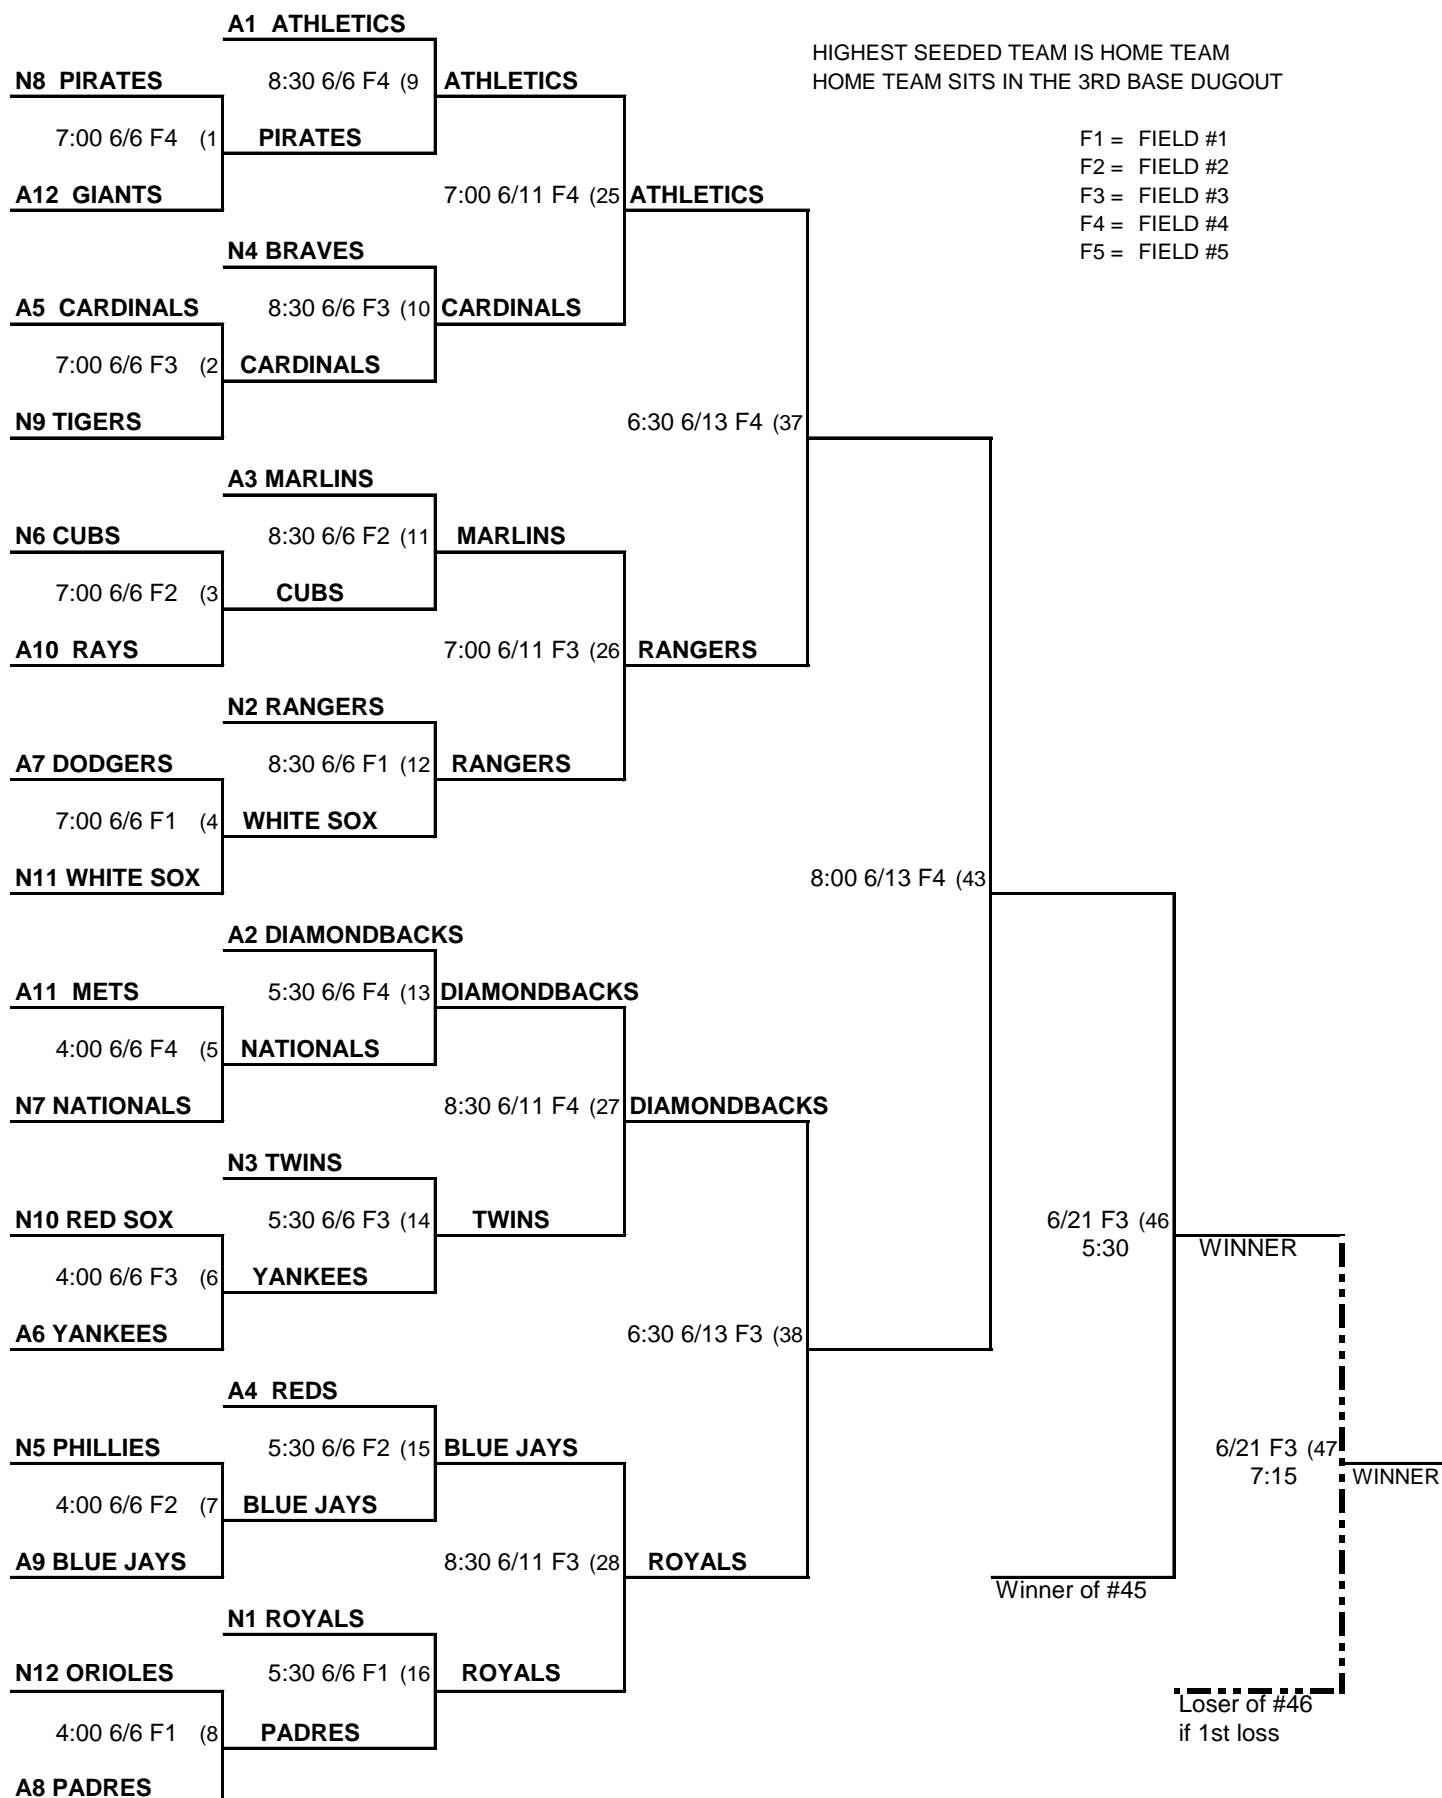 A1 ATHLETICS
HIGHEST SEEDED TEAM IS HOME TEAM
N8 PIRATES
8:30 6/6 F4 (9
ATHLETICS
HOME TEAM SITS IN THE 3RD BASE DUGOUT
7:00 6/6 F4 (1
PIRATES
F1 = FIELD #1
F2 = FIELD #2
A12 GIANTS
7:00 6/11 F4 (25
ATHLETICS
F3 = FIELD #3
F4 = FIELD #4
N4 BRAVES
F5 = FIELD #5
A5 CARDINALS
8:30 6/6 F3 (10
CARDINALS
7:00 6/6 F3 (2
CARDINALS
N9 TIGERS
6:30 6/13 F4 (37
A3 MARLINS
N6 CUBS
8:30 6/6 F2 (11
MARLINS
7:00 6/6 F2 (3
CUBS
A10 RAYS
7:00 6/11 F3 (26
RANGERS
N2 RANGERS
A7 DODGERS
8:30 6/6 F1 (12
RANGERS
7:00 6/6 F1 (4
WHITE SOX
N11 WHITE SOX
8:00 6/13 F4 (43
A2 DIAMONDBACKS
A11 METS
5:30 6/6 F4 (13
DIAMONDBACKS
4:00 6/6 F4 (5
NATIONALS
N7 NATIONALS
8:30 6/11 F4 (27
DIAMONDBACKS
N3 TWINS
N10 RED SOX
5:30 6/6 F3 (14
TWINS
6/21 F3 (46
5:30
WINNER
4:00 6/6 F3 (6
YANKEES
A6 YANKEES
6:30 6/13 F3 (38
A4 REDS
N5 PHILLIES
5:30 6/6 F2 (15
BLUE JAYS
6/21 F3 (47
7:15
WINNER
4:00 6/6 F2 (7
BLUE JAYS
A9 BLUE JAYS
8:30 6/11 F3 (28
ROYALS
Winner of #45
N1 ROYALS
N12 ORIOLES
5:30 6/6 F1 (16
ROYALS
Loser of #46
if 1st loss
4:00 6/6 F1 (8
PADRES
A8 PADRES